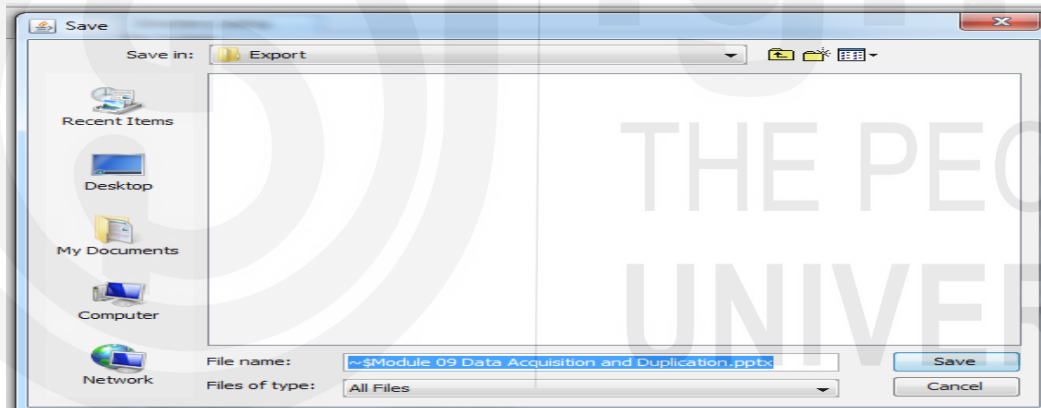 Save
Save in: Export
Recent Items
Desktop
My Documents
Computer
Network
File name: ~$Module 09 Data Acquisition and Duplication.pptx Save
Files of type: All Files Cancel
THE PEO
UNIVER